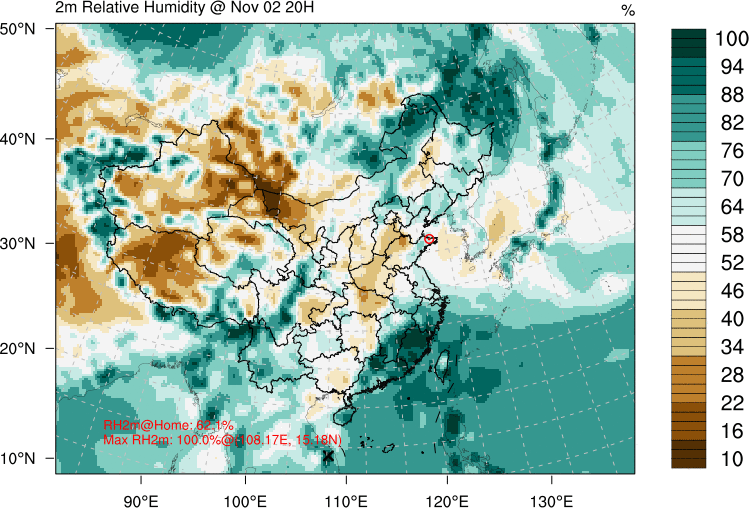 2m Relative Humidity @ Nov 02 20H
%
50°N
40°N
30°N
20°N
10°N
100
94
88
82
76
70
64
58
52
46
40
34
28
22
16
10
RH2m@Home: 62.1%
Max RH2m: 100.0%@(108.17E, 15.18N)
90°E
100°E
110°E
120°E
130°E